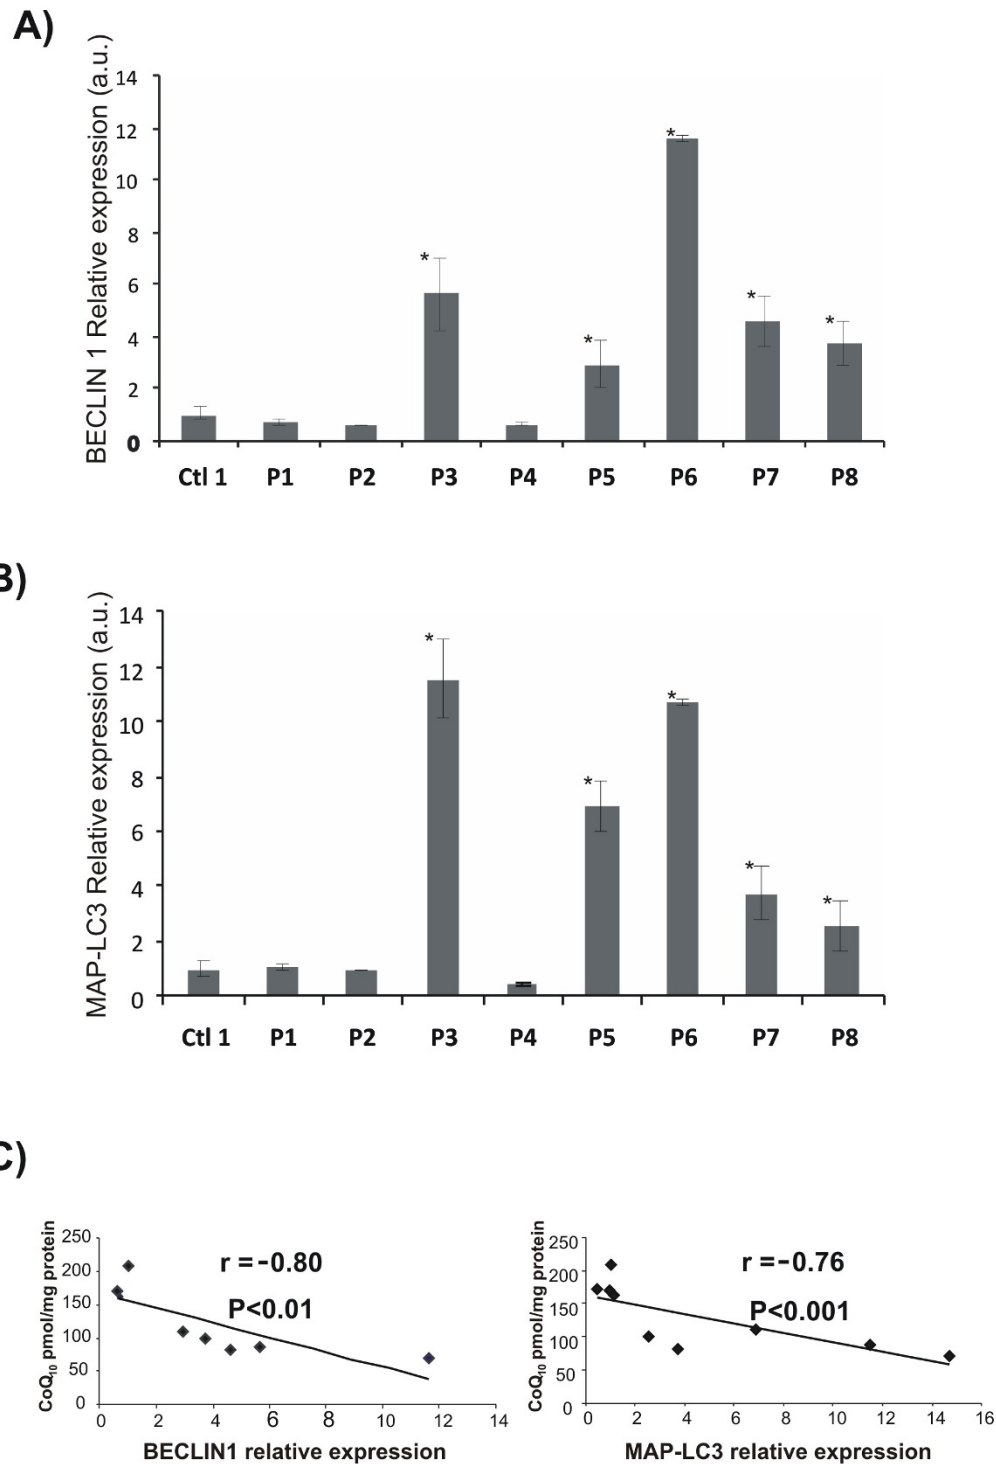 A)
BECLIN 1 Relative expression (a.u.)
14
12
10
8
6
4
2
0
* * * * *
Ctl 1 P1 P2 P3 P4 P5 P6 P7 P8
B)
MAP-LC3 Relative expression (a.u.)
14
12
10
8
6
4
2
0
* * * * *
Ctl 1 P1 P2 P3 P4 P5 P6 P7 P8
C)
CoQ10 pmol/mg protein
250
200
150
100
50
0
r =-0.80
P<0.01
0 2 4 6 8 10 12 14
BECLIN1 relative expression
CoQ10 pmol/mg protein
250
200
150
100
50
0
r =-0.76
P<0.001
0 2 4 6 8 10 12 14 16
MAP-LC3 relative expression